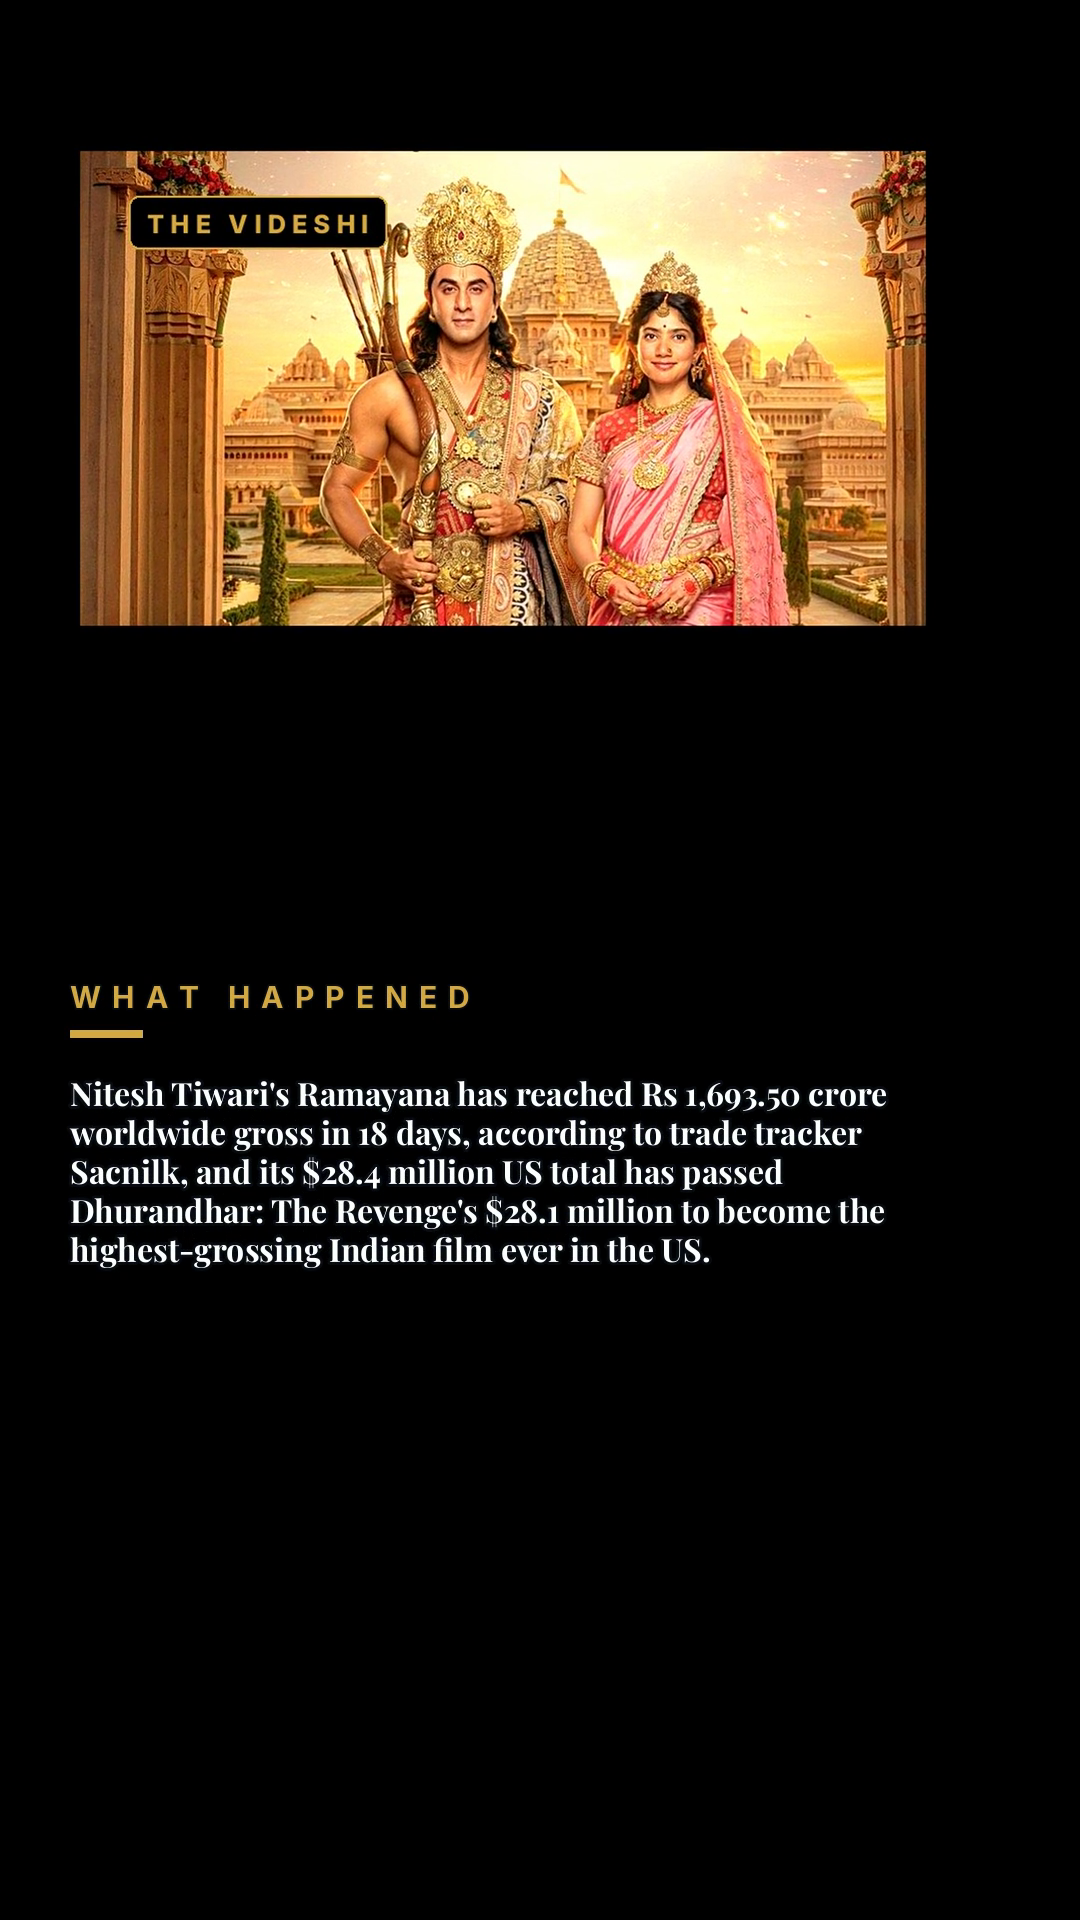 THE VIDESHI
WHAT HAPPENED
Nitesh Tiwari's Ramayana has reached Rs 1,693.50 crore
worldwide gross in 18 days, according to trade tracker
Sacnilk, and its $28.4 million US total has passed
Dhurandhar: The Revenge's $28.1 million to become the
highest-grossing Indian film ever in the US.